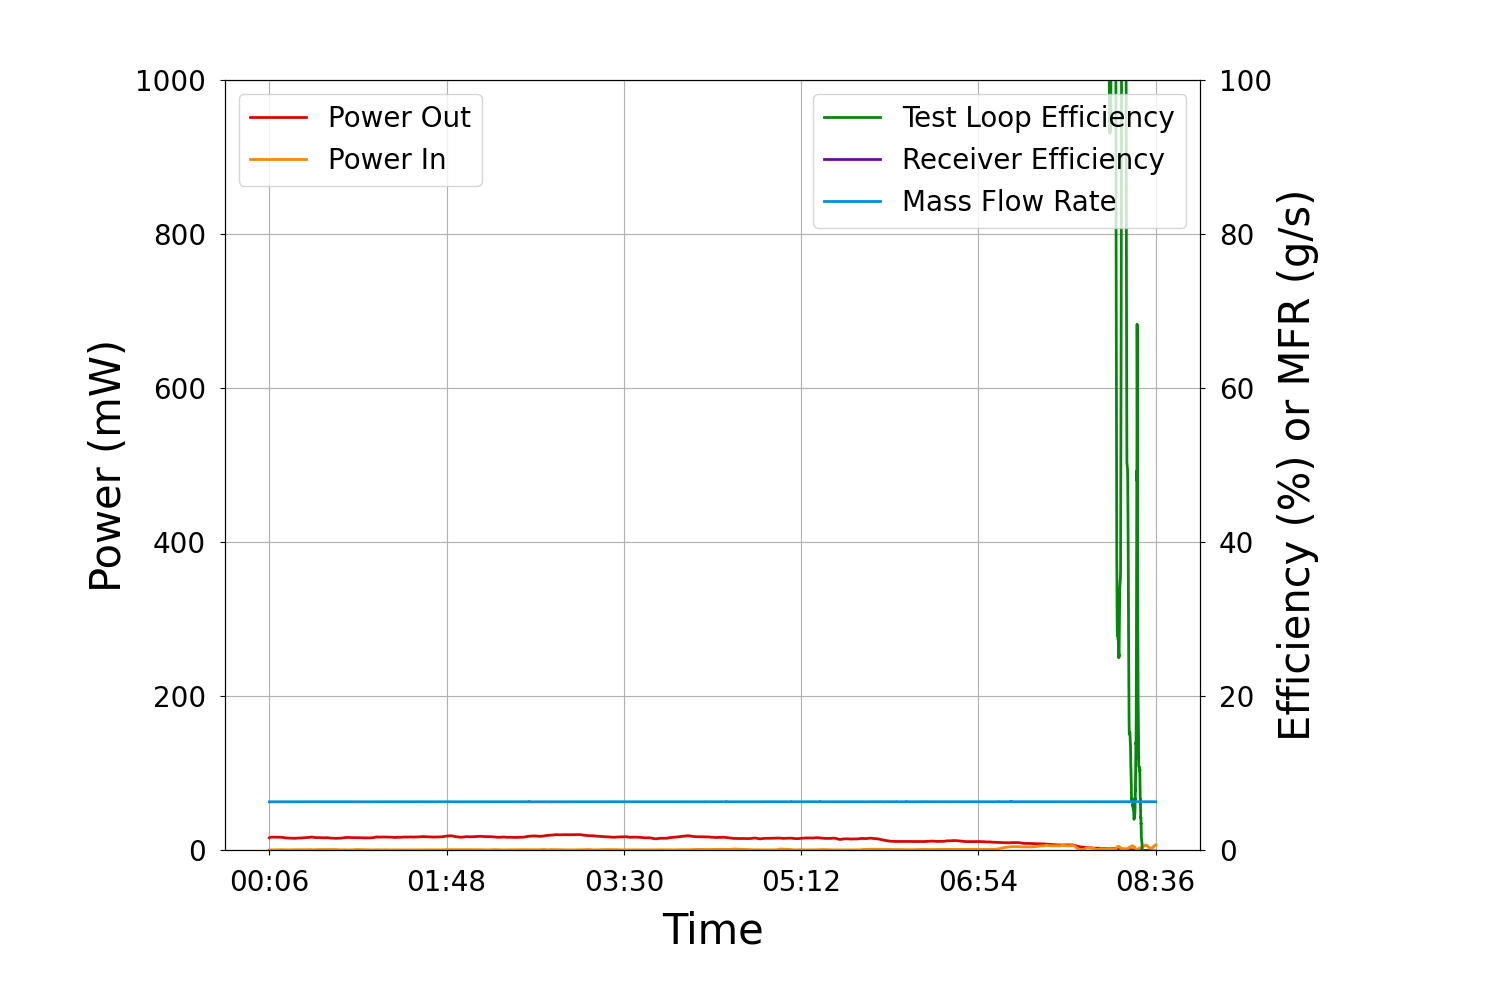 1000
800
600
400
200
0
Power (mW)
Power Out
Power In
Test Loop Efficiency
Receiver Efficiency
Mass Flow Rate
100
80
60
40
20
0
Efficiency (%) or MFR (g/s)
00:06 01:48 03:30 05:12 06:54 08:36
Time